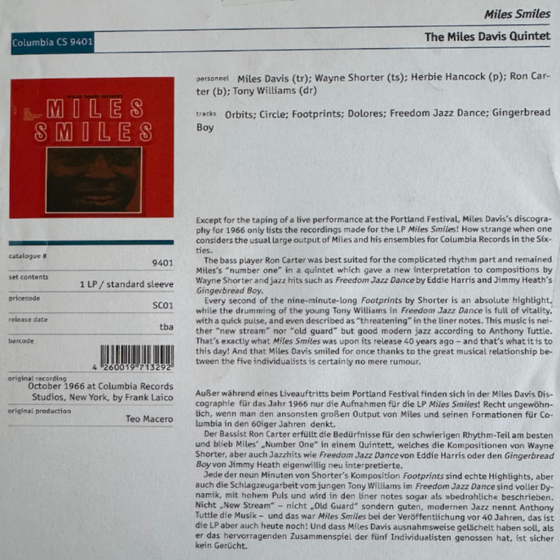 Miles Smiles
The Miles Davis Quintet
Columbia CS 9401
personnel Miles Davis (tr); Wayne Shorter (ts); Herbie Hancock (p); Ron Car-
ter (b); Tony Williams (dr)
tracks Orbits; Circle; Footprints; Dolores; Freedom Jazz Dance; Gingerbread
Boy
MILES
SMILES
catalogue #
9401
set contents
1 LP / standard sleeve
pricecode
SC01
release date
tba
barcode
4 260019 713292
original recording
October 1966 at Columbia Records
Studios, New York, by Frank Laico
original production
Teo Macero
Except for the taping of a live performance at the Portland Festival, Miles Davis's discogra-
phy for 1966 only lists the recordings made for the LP Miles Smiles! How strange when one
considers the usual large output of Miles and his ensembles for Columbia Records in the Six-
ties.
The bass player Ron Carter was best suited for the complicated rhythm part and remained
Miles's "number one" in a quintet which gave a new interpretation to compositions by
Wayne Shorter and jazz hits such as Freedom Jazz Dance by Eddie Harris and Jimmy Heath's
Gingerbread Boy.
Every second of the nine-minute-long Footprints by Shorter is an absolute highlight,
while the drumming of the young Tony Williams in Freedom Jazz Dance is full of vitality,
with a quick pulse, and even described as "threatening" in the liner notes. This music is nei-
ther "new stream" nor "old guard" but good modern jazz according to Anthony Tuttle.
That's exactly what Miles Smiles was upon its release 40 years ago – and that's what it is to
this day! And that Miles Davis smiled for once thanks to the great musical relationship be-
tween the five individualists is certainly no mere rumour.
Außer während eines Liveauftritts beim Portland Festival finden sich in der Miles Davis Dis-
cographie für das Jahr 1966 nur die Aufnahmen für die LP Miles Smiles! Recht ungewöhn-
lich, wenn man den ansonsten großen Output von Miles und seinen Formationen für Co-
lumbia in den 60iger Jahren denkt.
Der Bassist Ron Carter erfüllt die Bedürfnisse für den schwierigen Rhythm-Teil am besten
und blieb Miles' „Number One" in einem Quintett, welches die Kompositionen von Wayne
Shorter, aber auch Jazzhits wie Freedom Jazz Dance von Eddie Harris oder den Gingerbread
Boy von Jimmy Heath eigenwillig neu interpretierte.
Jede der neun Minuten von Shorter's Komposition Footprints sind echte Highlights, aber
auch die Schlagzeugarbeit vom jungen Tony Williams im Freedom Jazz Dance sind voller Dy-
namik, mit hohem Puls und wird in den liner notes sogar als »bedrohlich« beschrieben.
Nicht „New Stream" – nicht „Old Guard" sondern guten, modernen Jazz nennt Anthony
Tuttle die Musik – und das war Miles Smiles bei der Veröffentlichung vor 40 Jahren, das ist
die LP aber auch heute noch! Und dass Miles Davis ausnahmsweise gelächelt haben soll, als
er das hervorragenden Zusammenspiel der fünf Individualisten genossen hat, ist sicher
kein Gerücht.